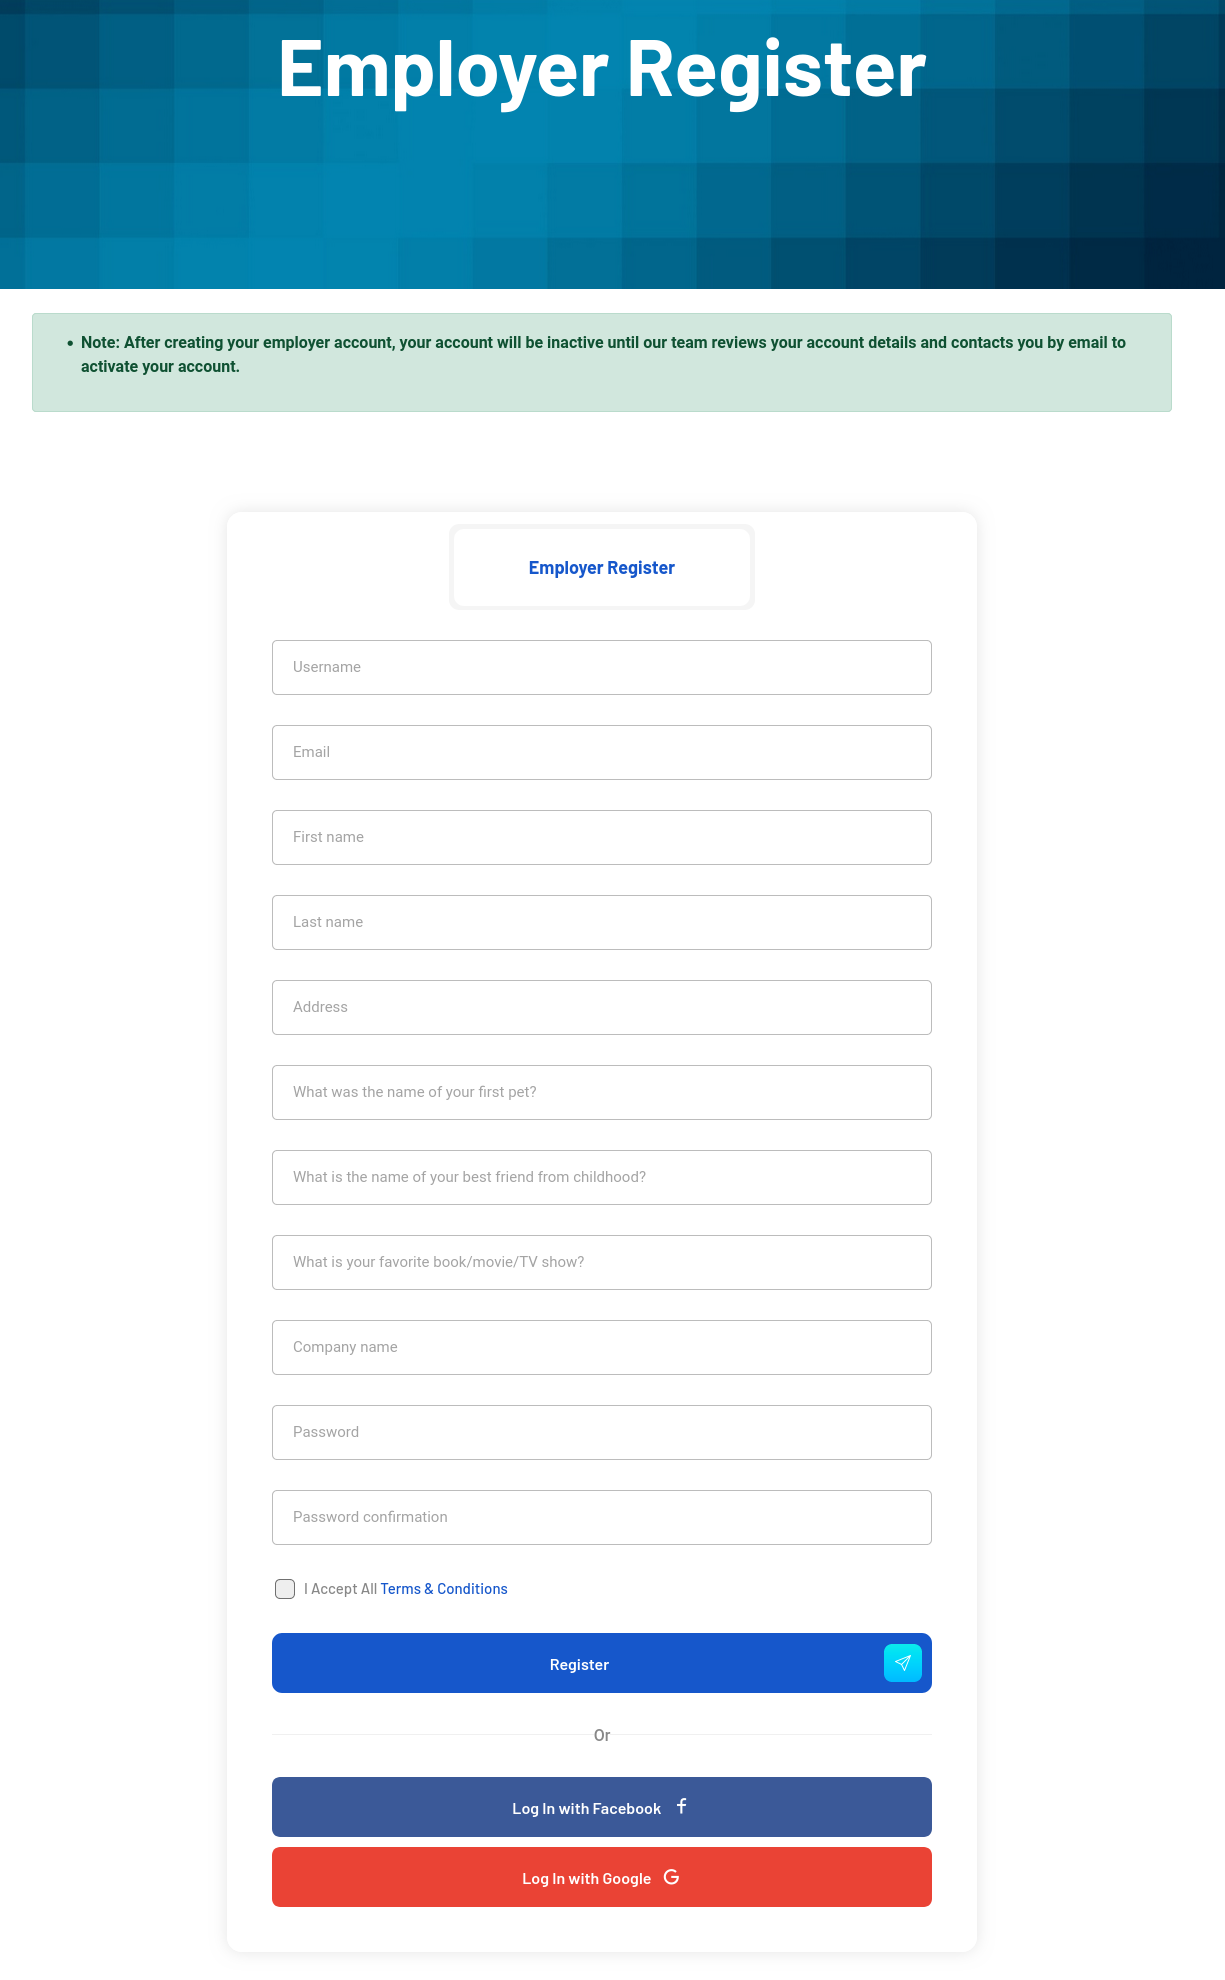 Employer Register
• Note: After creating your employer account, your account will be inactive until our team reviews your account details and contacts you by email to
activate your account.
Employer Register
Username
Email
First name
Last name
Address
What was the name of your first pet?
What is the name of your best friend from childhood?
What is your favorite book/movie/TV show?
Company name
Password
Password confirmation
I Accept All Terms & Conditions
Register
Or
Log In with Facebook
Log In with Google